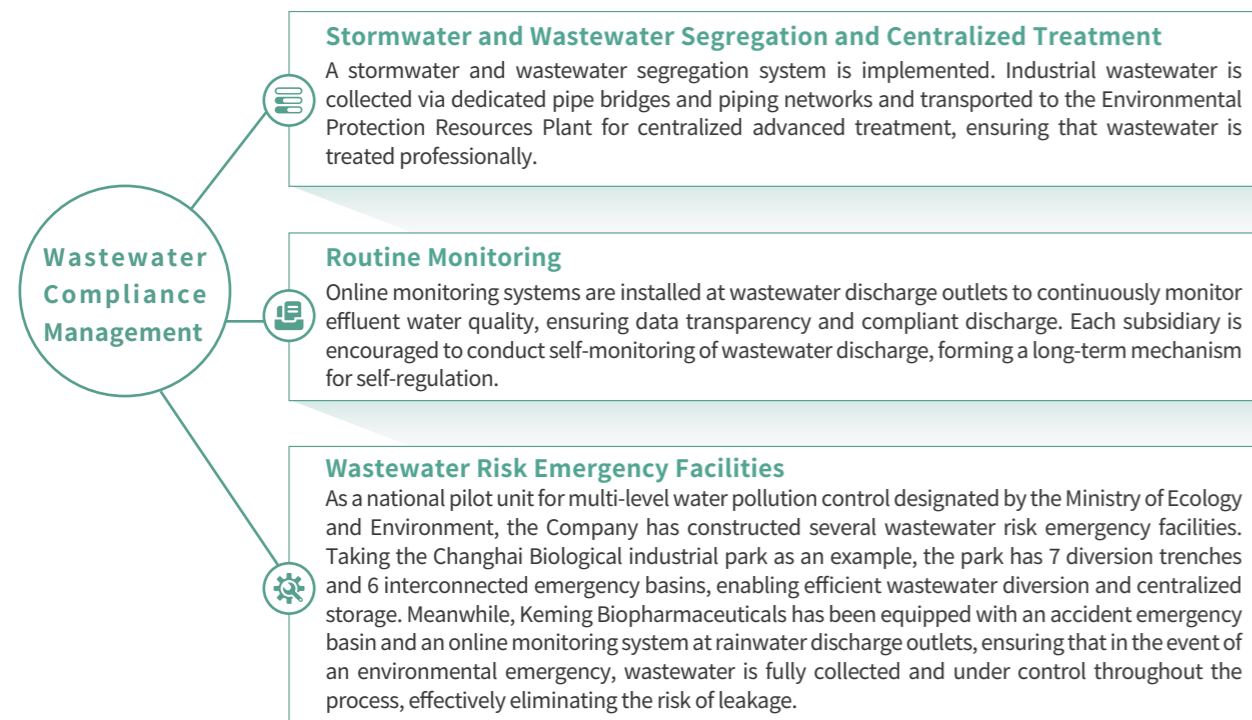 Stormwater and Wastewater Segregation and Centralized Treatment
A stormwater and wastewater segregation system is implemented. Industrial wastewater is
collected via dedicated pipe bridges and piping networks and transported to the Environmental
Protection Resources Plant for centralized advanced treatment, ensuring that wastewater is
treated professionally.
Wastewater
Compliance
Management
Routine Monitoring
Online monitoring systems are installed at wastewater discharge outlets to continuously monitor
effluent water quality, ensuring data transparency and compliant discharge. Each subsidiary is
encouraged to conduct self-monitoring of wastewater discharge, forming a long-term mechanism
for self-regulation.
Wastewater Risk Emergency Facilities
As a national pilot unit for multi-level water pollution control designated by the Ministry of Ecology
and Environment, the Company has constructed several wastewater risk emergency facilities.
Taking the Changhai Biological industrial park as an example, the park has 7 diversion trenches
and 6 interconnected emergency basins, enabling efficient wastewater diversion and centralized
storage. Meanwhile, Keming Biopharmaceuticals has been equipped with an accident emergency
basin and an online monitoring system at rainwater discharge outlets, ensuring that in the event of
an environmental emergency, wastewater is fully collected and under control throughout the
process, effectively eliminating the risk of leakage.